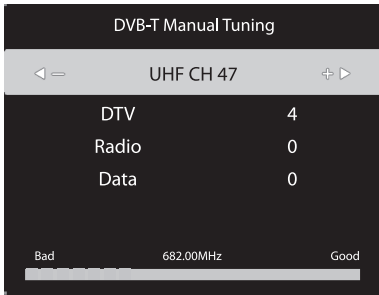 DVB-T Manual Tuning
UHF CH 47
DTV 4
Radio 0
Data 0
Bad 682.00MHz Good